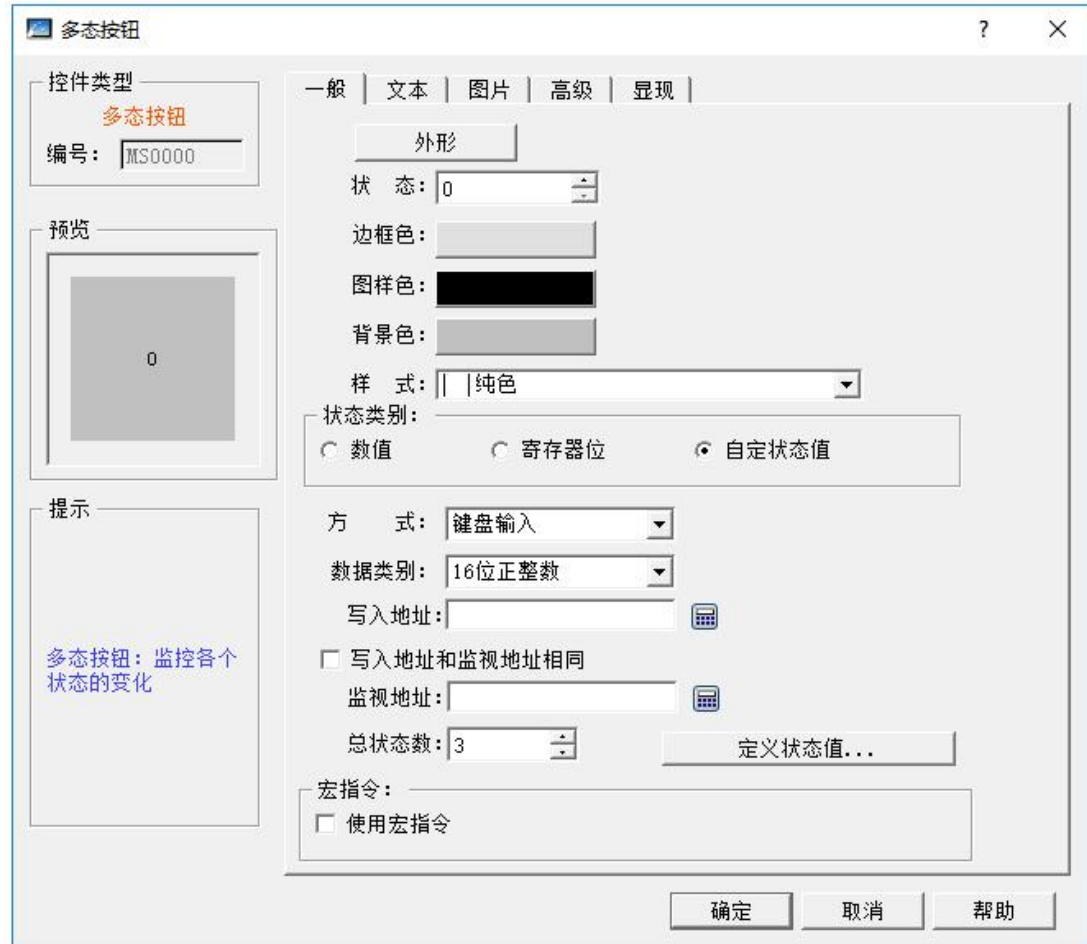 多态按钮
?
控件类型
多态按钮
编号: MS0000
预览
0
提示
多态按钮: 监控各个
状态的变化
一般 文本 图片 高级 显现
外形
状 态: 0
边框色:
图样色:
背景色:
样 式: | |纯色
状态类别:
数值 寄存器位 自定状态值
方 式: 键盘输入
数据类别: 16位正整数
写入地址:
写入地址和监视地址相同
监视地址:
总状态数: 3 定义状态值...
宏指令:
使用宏指令
确定 取消 帮助